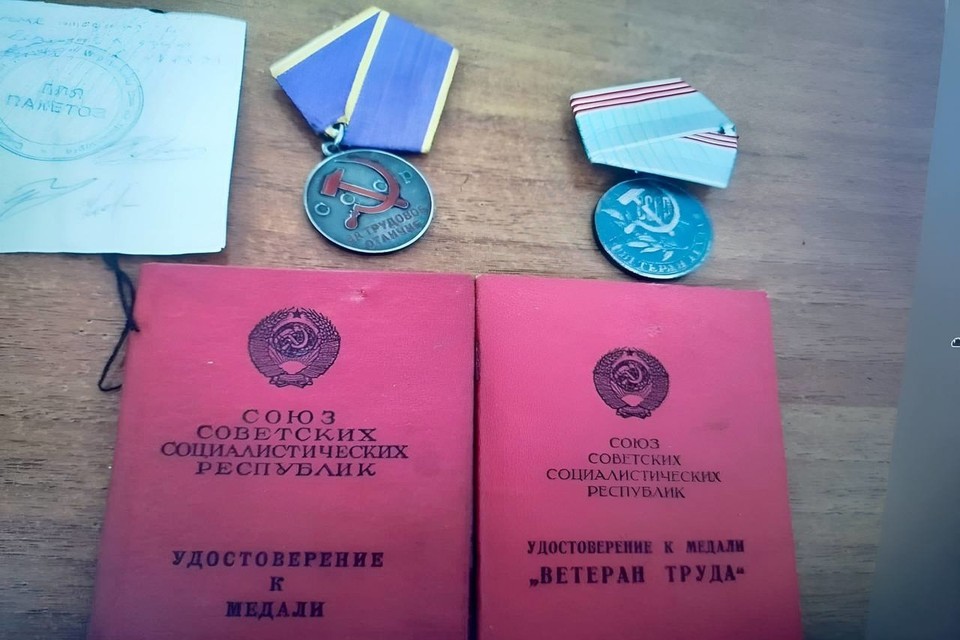 ДЛЯ
ПАКЕТОВ
СССР
ЗА ТРУДОВОЕ
ОТЛИЧИЕ
СССР
ВЕТЕРАН
СОЮЗ
СОВЕТСКИХ
СОЦИАЛИСТИЧЕСКИХ
РЕСПУБЛИК
УДОСТОВЕРЕНИЕ
К
МЕДАЛИ
СОЮЗ
СОВЕТСКИХ
СОЦИАЛИСТИЧЕСКИХ
РЕСПУБЛИК
УДОСТОВЕРЕНИЕ К МЕДАЛИ
„ВЕТЕРАН ТРУДА“